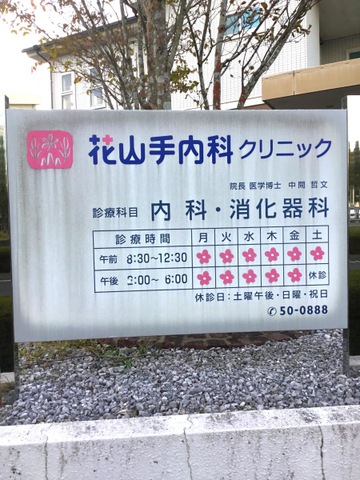 花山手内科クリニック
院長 医学博士 中間 哲文
診療科目 内科・消化器科
診療時間 月 火 水 木 金 土
午前 8:30~12:30
午後 2:00~6:00 休診
休診日:土曜午後・日曜・祝日
✆50-0888